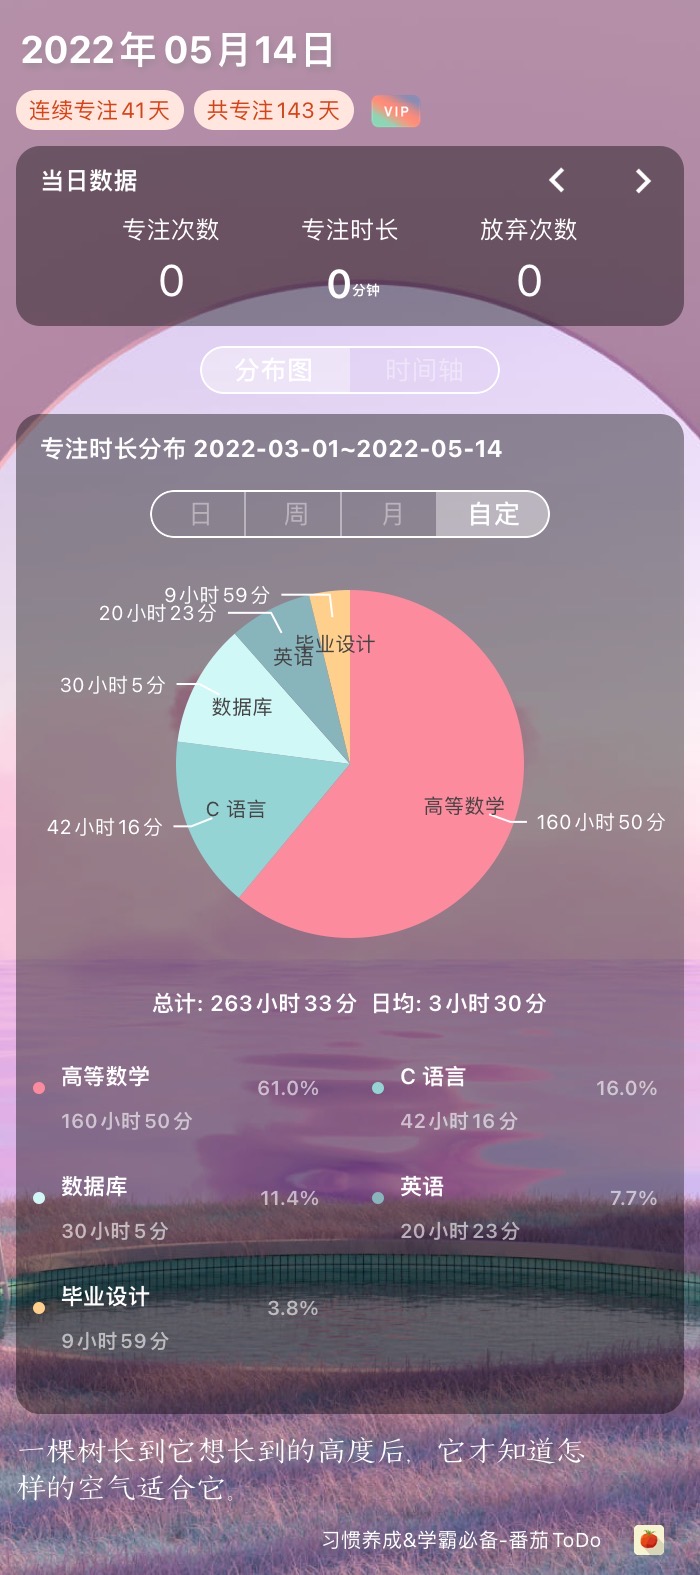 2022年05月14日
连续专注41天 共专注143天 VIP
当日数据
专注次数 专注时长 放弃次数
0 0分钟 0
分布图 时间轴
专注时长分布 2022-03-01~2022-05-14
日 周 月 自定
9小时59分
20小时23分
毕业设计
英语
30小时5分
数据库
高等数学
C 语言
160小时50分
42小时16分
总计: 263小时33分 日均: 3小时30分
高等数学 61.0% C 语言 16.0%
160小时50分 42小时16分
数据库 11.4% 英语 7.7%
30小时5分 20小时23分
毕业设计 3.8%
9小时59分
一棵树长到它想长到的高度后，它才知道怎
样的空气适合它。
习惯养成&学霸必备-番茄ToDo